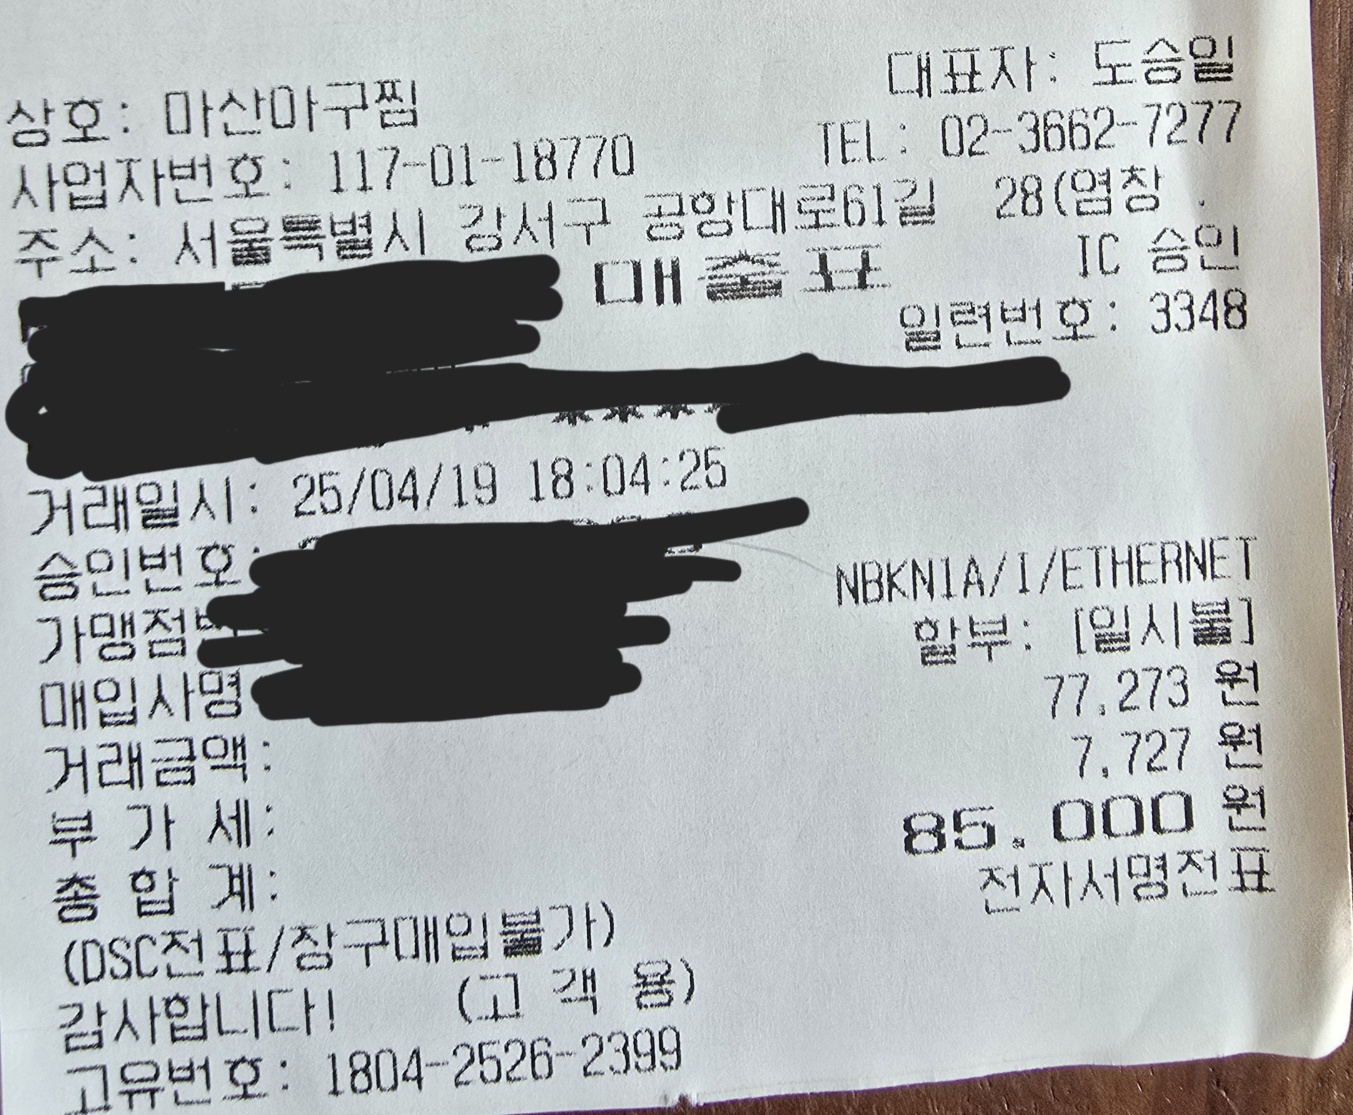 대표자: 도승일
상호: 마산아구찜
사업자번호: 117-01-18770 TEL: 02-3662-7277
주소: 서울특별시 강서구 공항대로61길 28(염창
매출표 IC 승인
일련번호: 3348
****
거래일시: 25/04/19 18:04:25
승인번호: NBKN1A/1/ETHERNET
가맹점 할부: [일시불]
매입사명
거래금액: 77,273 원
부 가 세: 7,727 원
총 합 계: 85,000 원
전자서명전표
(DSC전표/장구매입불가)
감사합니다! (고 객 용)
고유번호: 1804-2526-2399